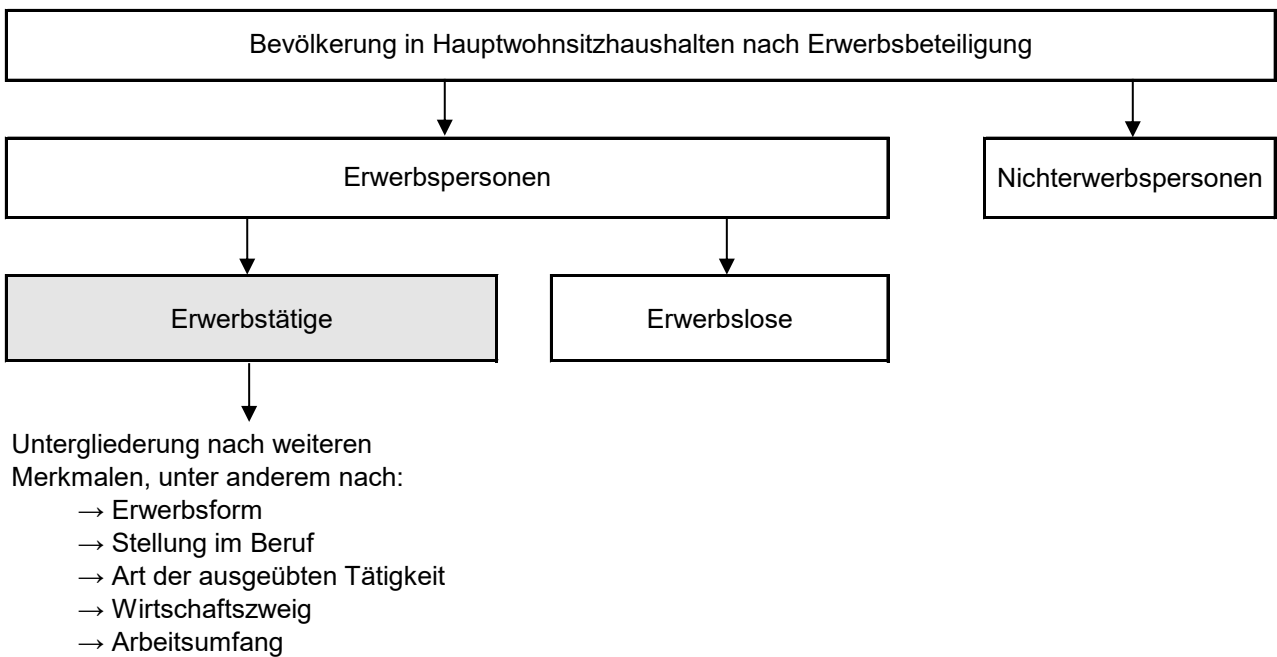 Bevölkerung in Hauptwohnsitzhaushalten nach Erwerbsbeteiligung
Erwerbspersonen
Nichterwerbspersonen
Erwerbstätige
Erwerbslose
Untergliederung nach weiteren
Merkmalen, unter anderem nach:
→ Erwerbsform
→ Stellung im Beruf
→ Art der ausgeübten Tätigkeit
→ Wirtschaftszweig
→ Arbeitsumfang